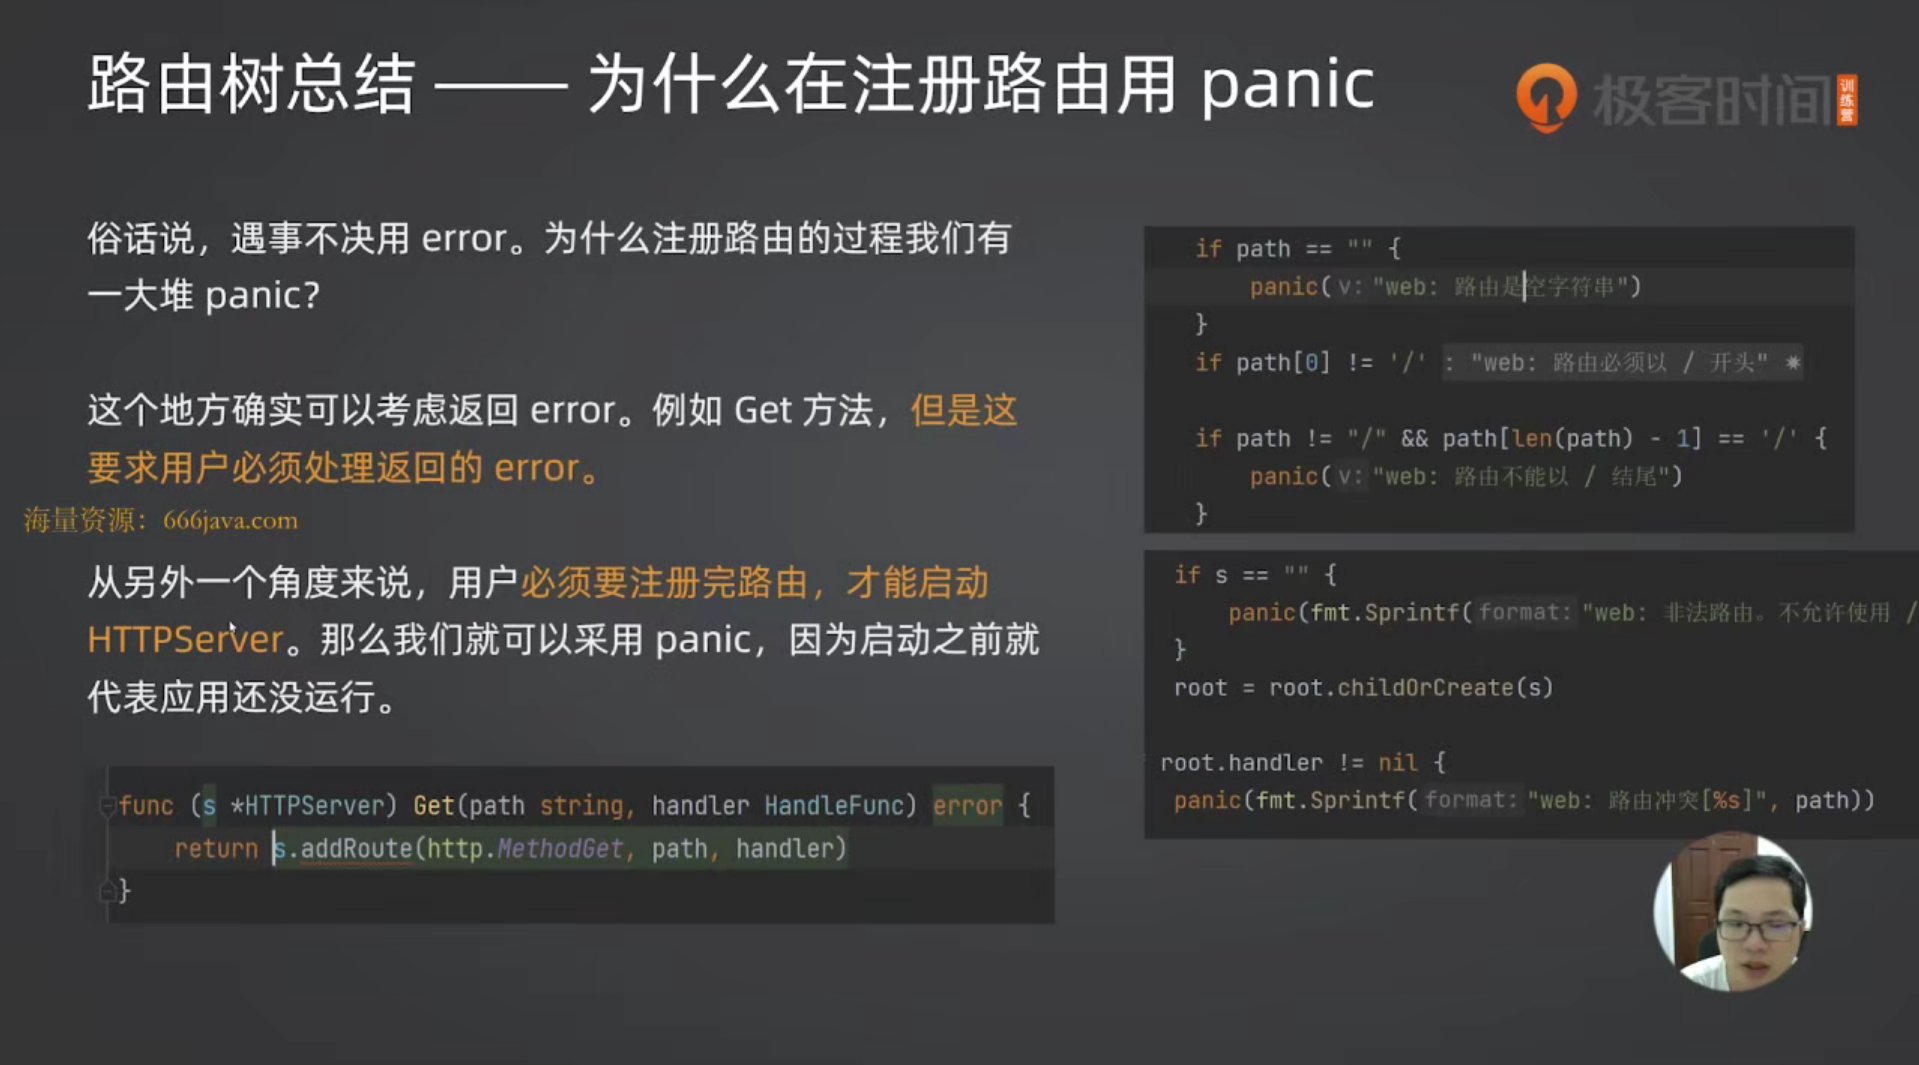 路由树总结 —— 为什么在注册路由用 panic
极客时间
训练营
俗话说，遇事不决用 error。为什么注册路由的过程我们有
一大堆 panic？
这个地方确实可以考虑返回 error。例如 Get 方法，但是这
要求用户必须处理返回的 error。
海量资源：666java.com
从另外一个角度来说，用户必须要注册完路由，才能启动
HTTPServer。那么我们就可以采用 panic，因为启动之前就
代表应用还没运行。
func (s *HTTPServer) Get(path string, handler HandleFunc) error {
return s.addRoute(http.MethodGet, path, handler)
}
if path == "" {
panic( v: "web: 路由是空字符串")
}
if path[0] != '/' : "web: 路由必须以 / 开头"
if path != "/" && path[len(path) - 1] == '/' {
panic( v: "web: 路由不能以 / 结尾")
}
if s == "" {
panic(fmt.Sprintf( format: "web: 非法路由。不允许使用 /
}
root = root.childOrCreate(s)
root.handler != nil {
panic(fmt.Sprintf( format: "web: 路由冲突[%s]", path))